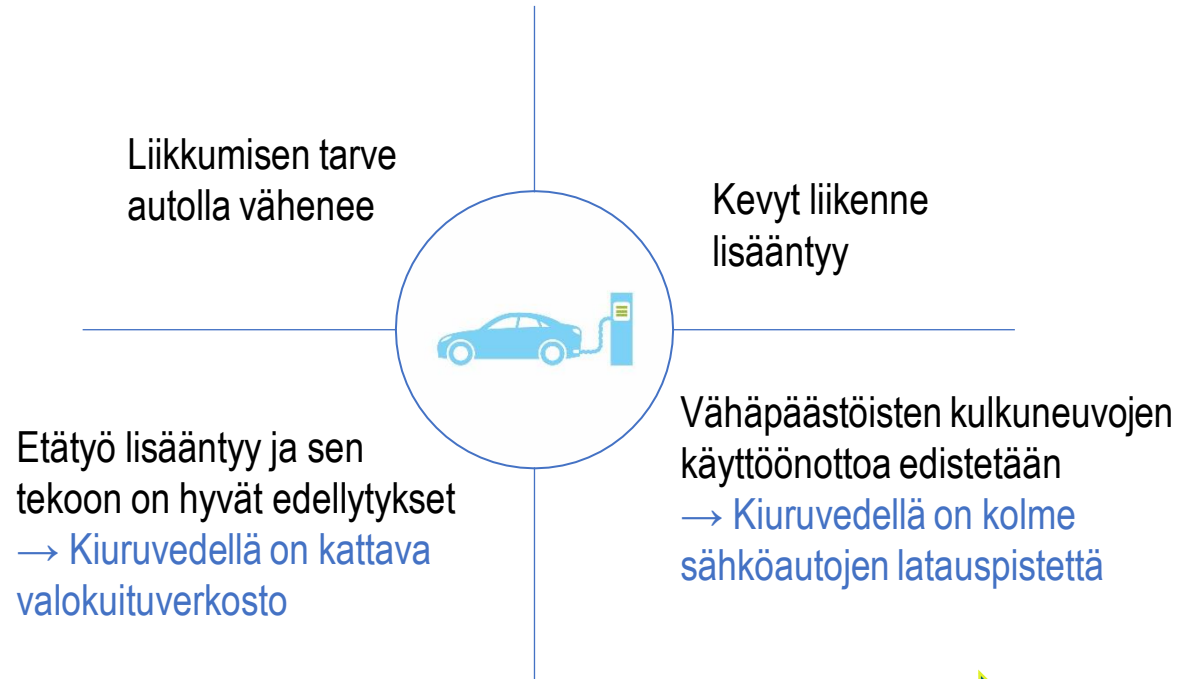 Liikkumisen tarve
autolla vähenee
Kevyt liikenne
lisääntyy
Etätyö lisääntyy ja sen
tekoon on hyvät edellytykset
→ Kiuruvedellä on kattava
valokuituverkosto
Vähäpäästöisten kulkuneuvojen
käyttöönottoa edistetään
→ Kiuruvedellä on kolme
sähköautojen latauspistettä